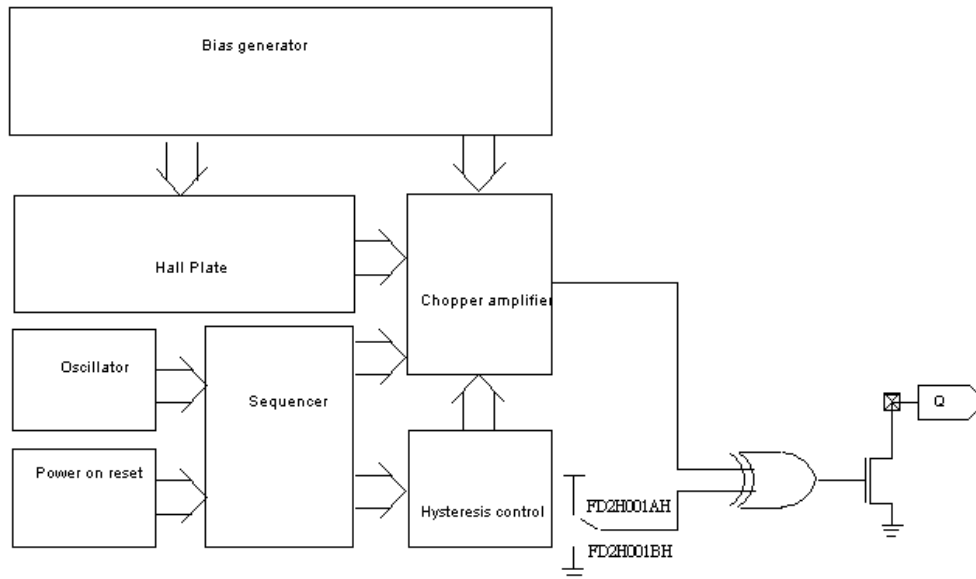 Bias generator
Hall Plate
Chopper amplifier
Oscillator
Sequencer
Q
Power on reset
Hysteresis control
FD2H001AH
FD2H001BH